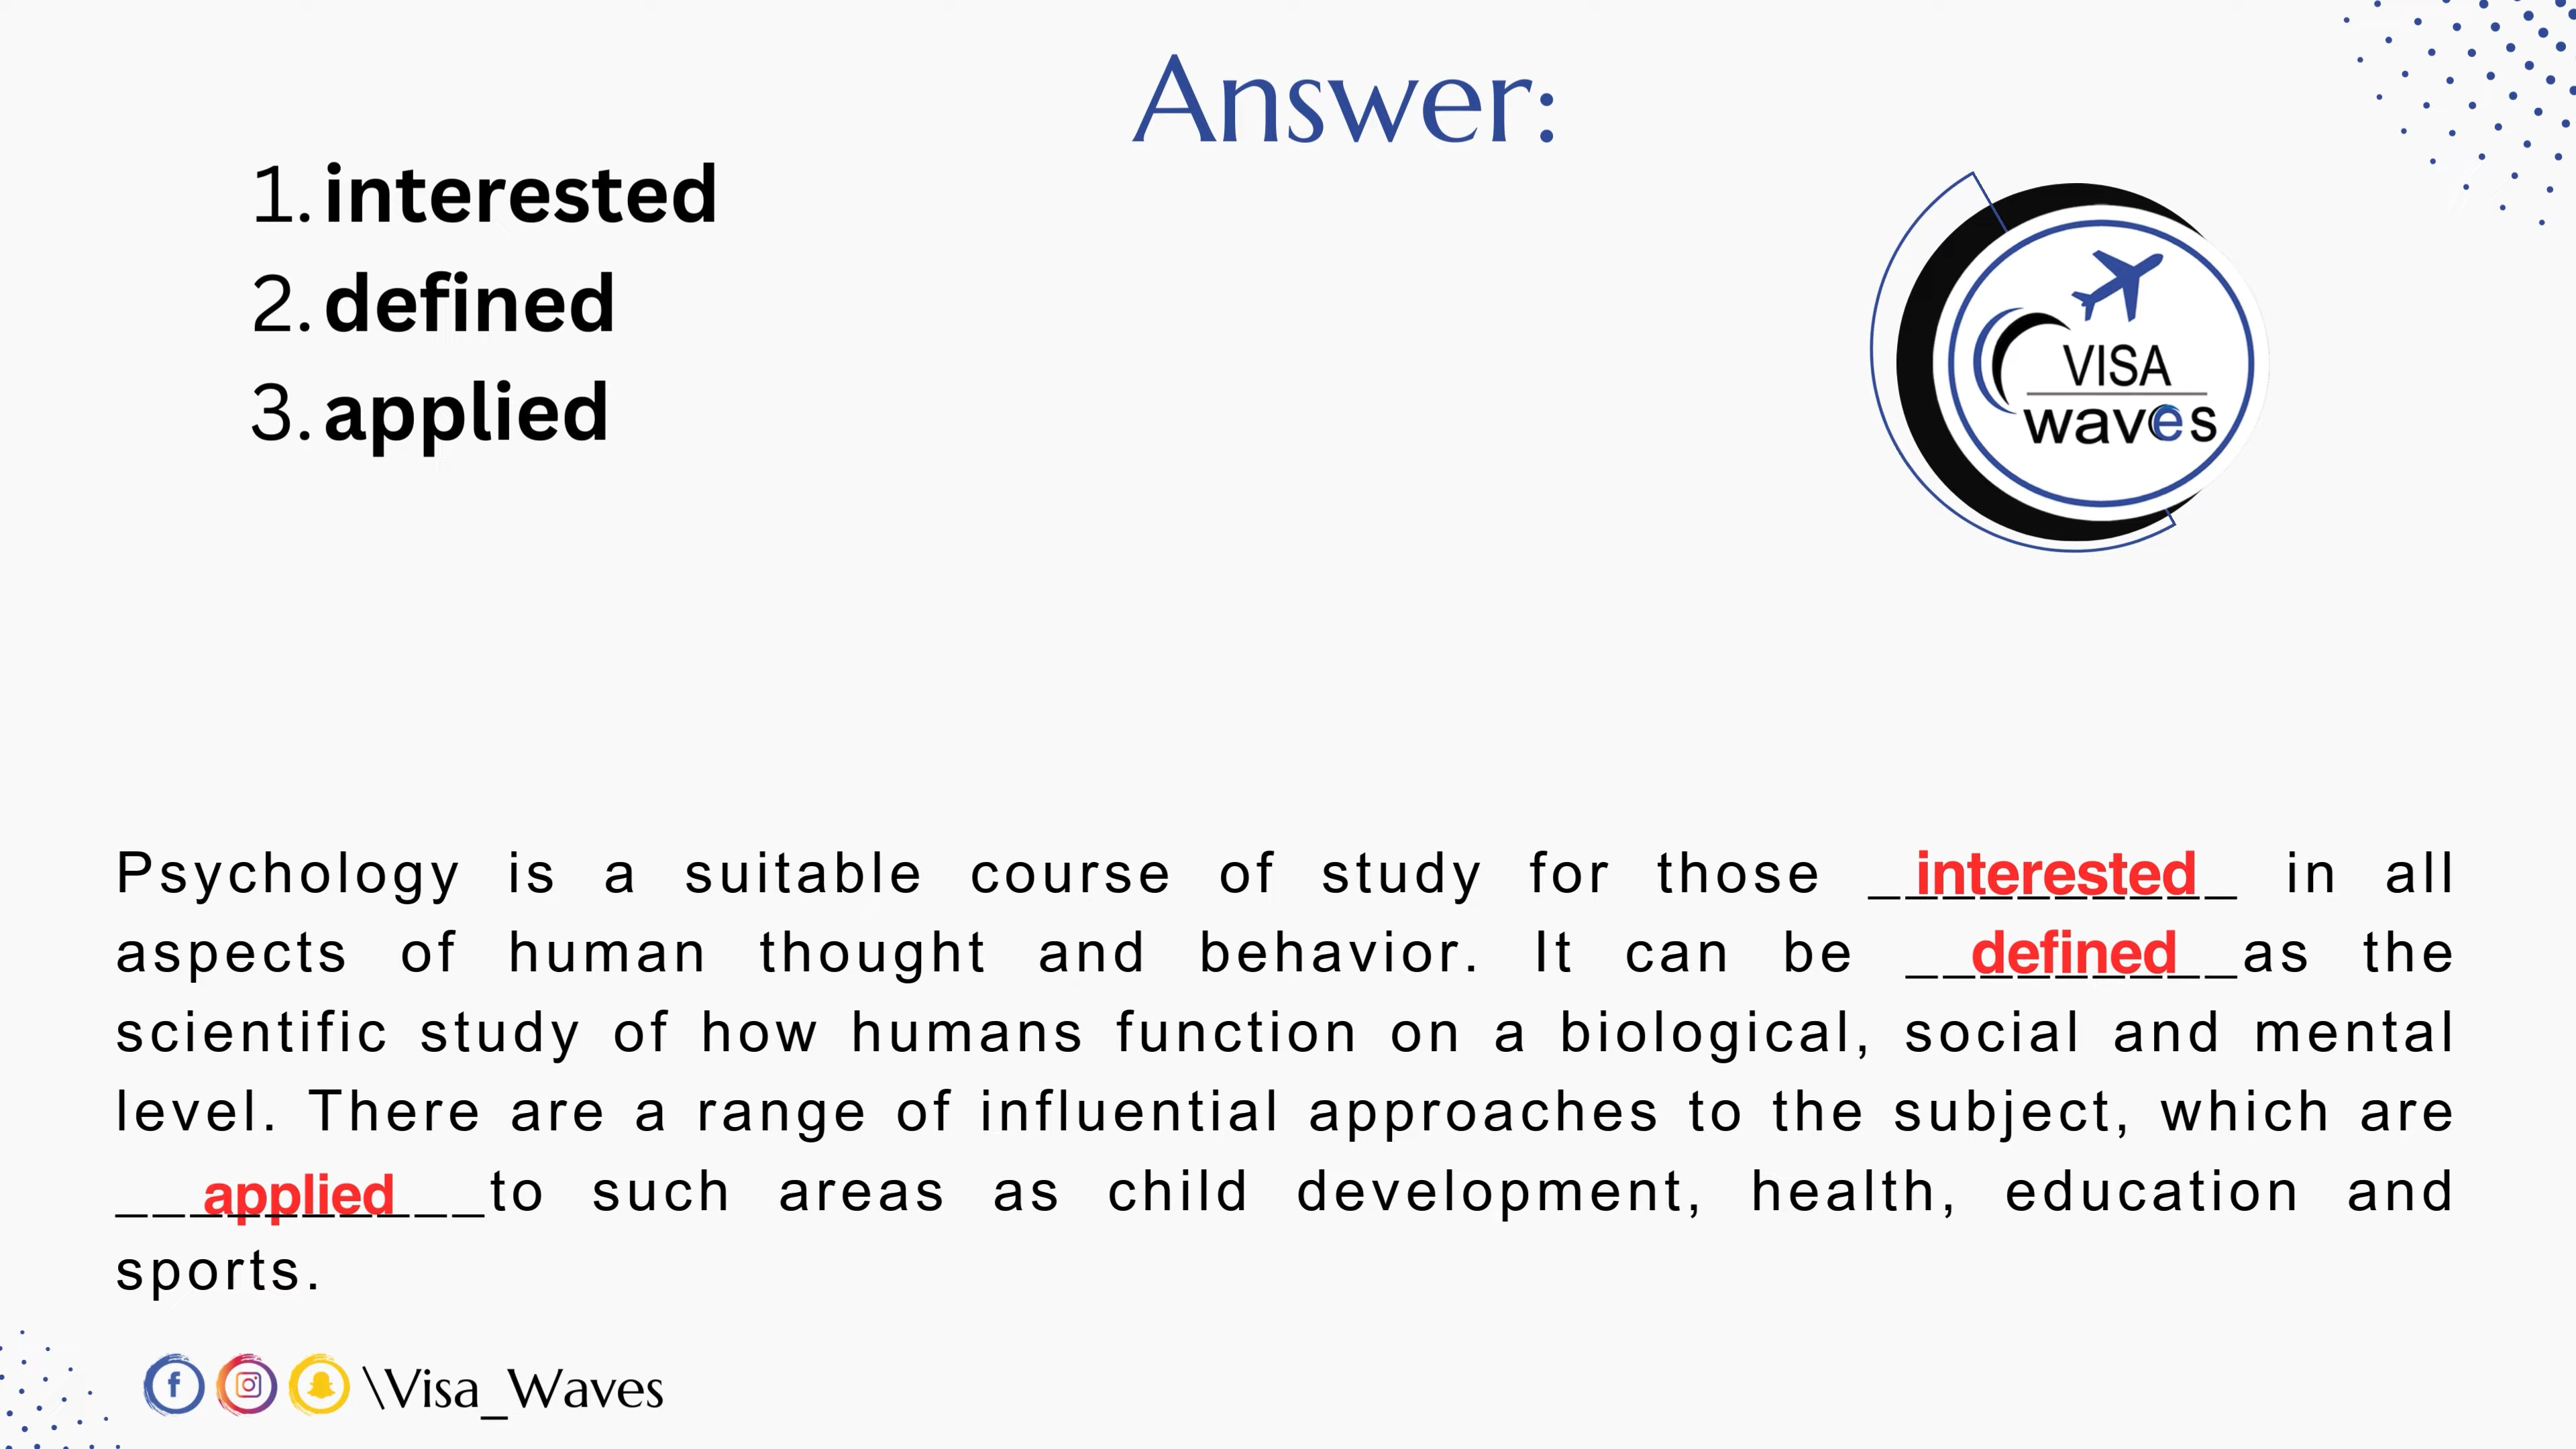 Answer:
1. interested
2. defined
3. applied
VISA
waves
Psychology is a suitable course of study for those _interested_ in all
aspects of human thought and behavior. It can be __defined__as the
scientific study of how humans function on a biological, social and mental
level. There are a range of influential approaches to the subject, which are
__applied__to such areas as child development, health, education and
sports.
\Visa_Waves